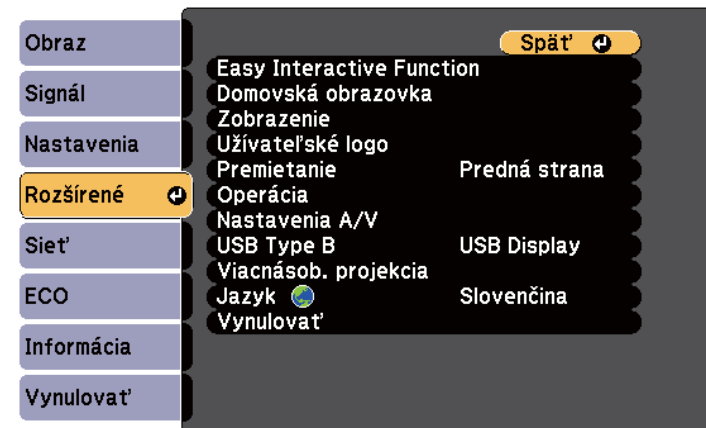 Obraz
Signál
Nastavenia
Rozšírené
Sieť
ECO
Informácia
Vynulovať
Späť
Easy Interactive Function
Domovská obrazovka
Zobrazenie
Užívateľské logo
Premietanie Predná strana
Operácia
Nastavenia A/V
USB Type B USB Display
Viacnásob. projekcia
Jazyk Slovenčina
Vynulovať